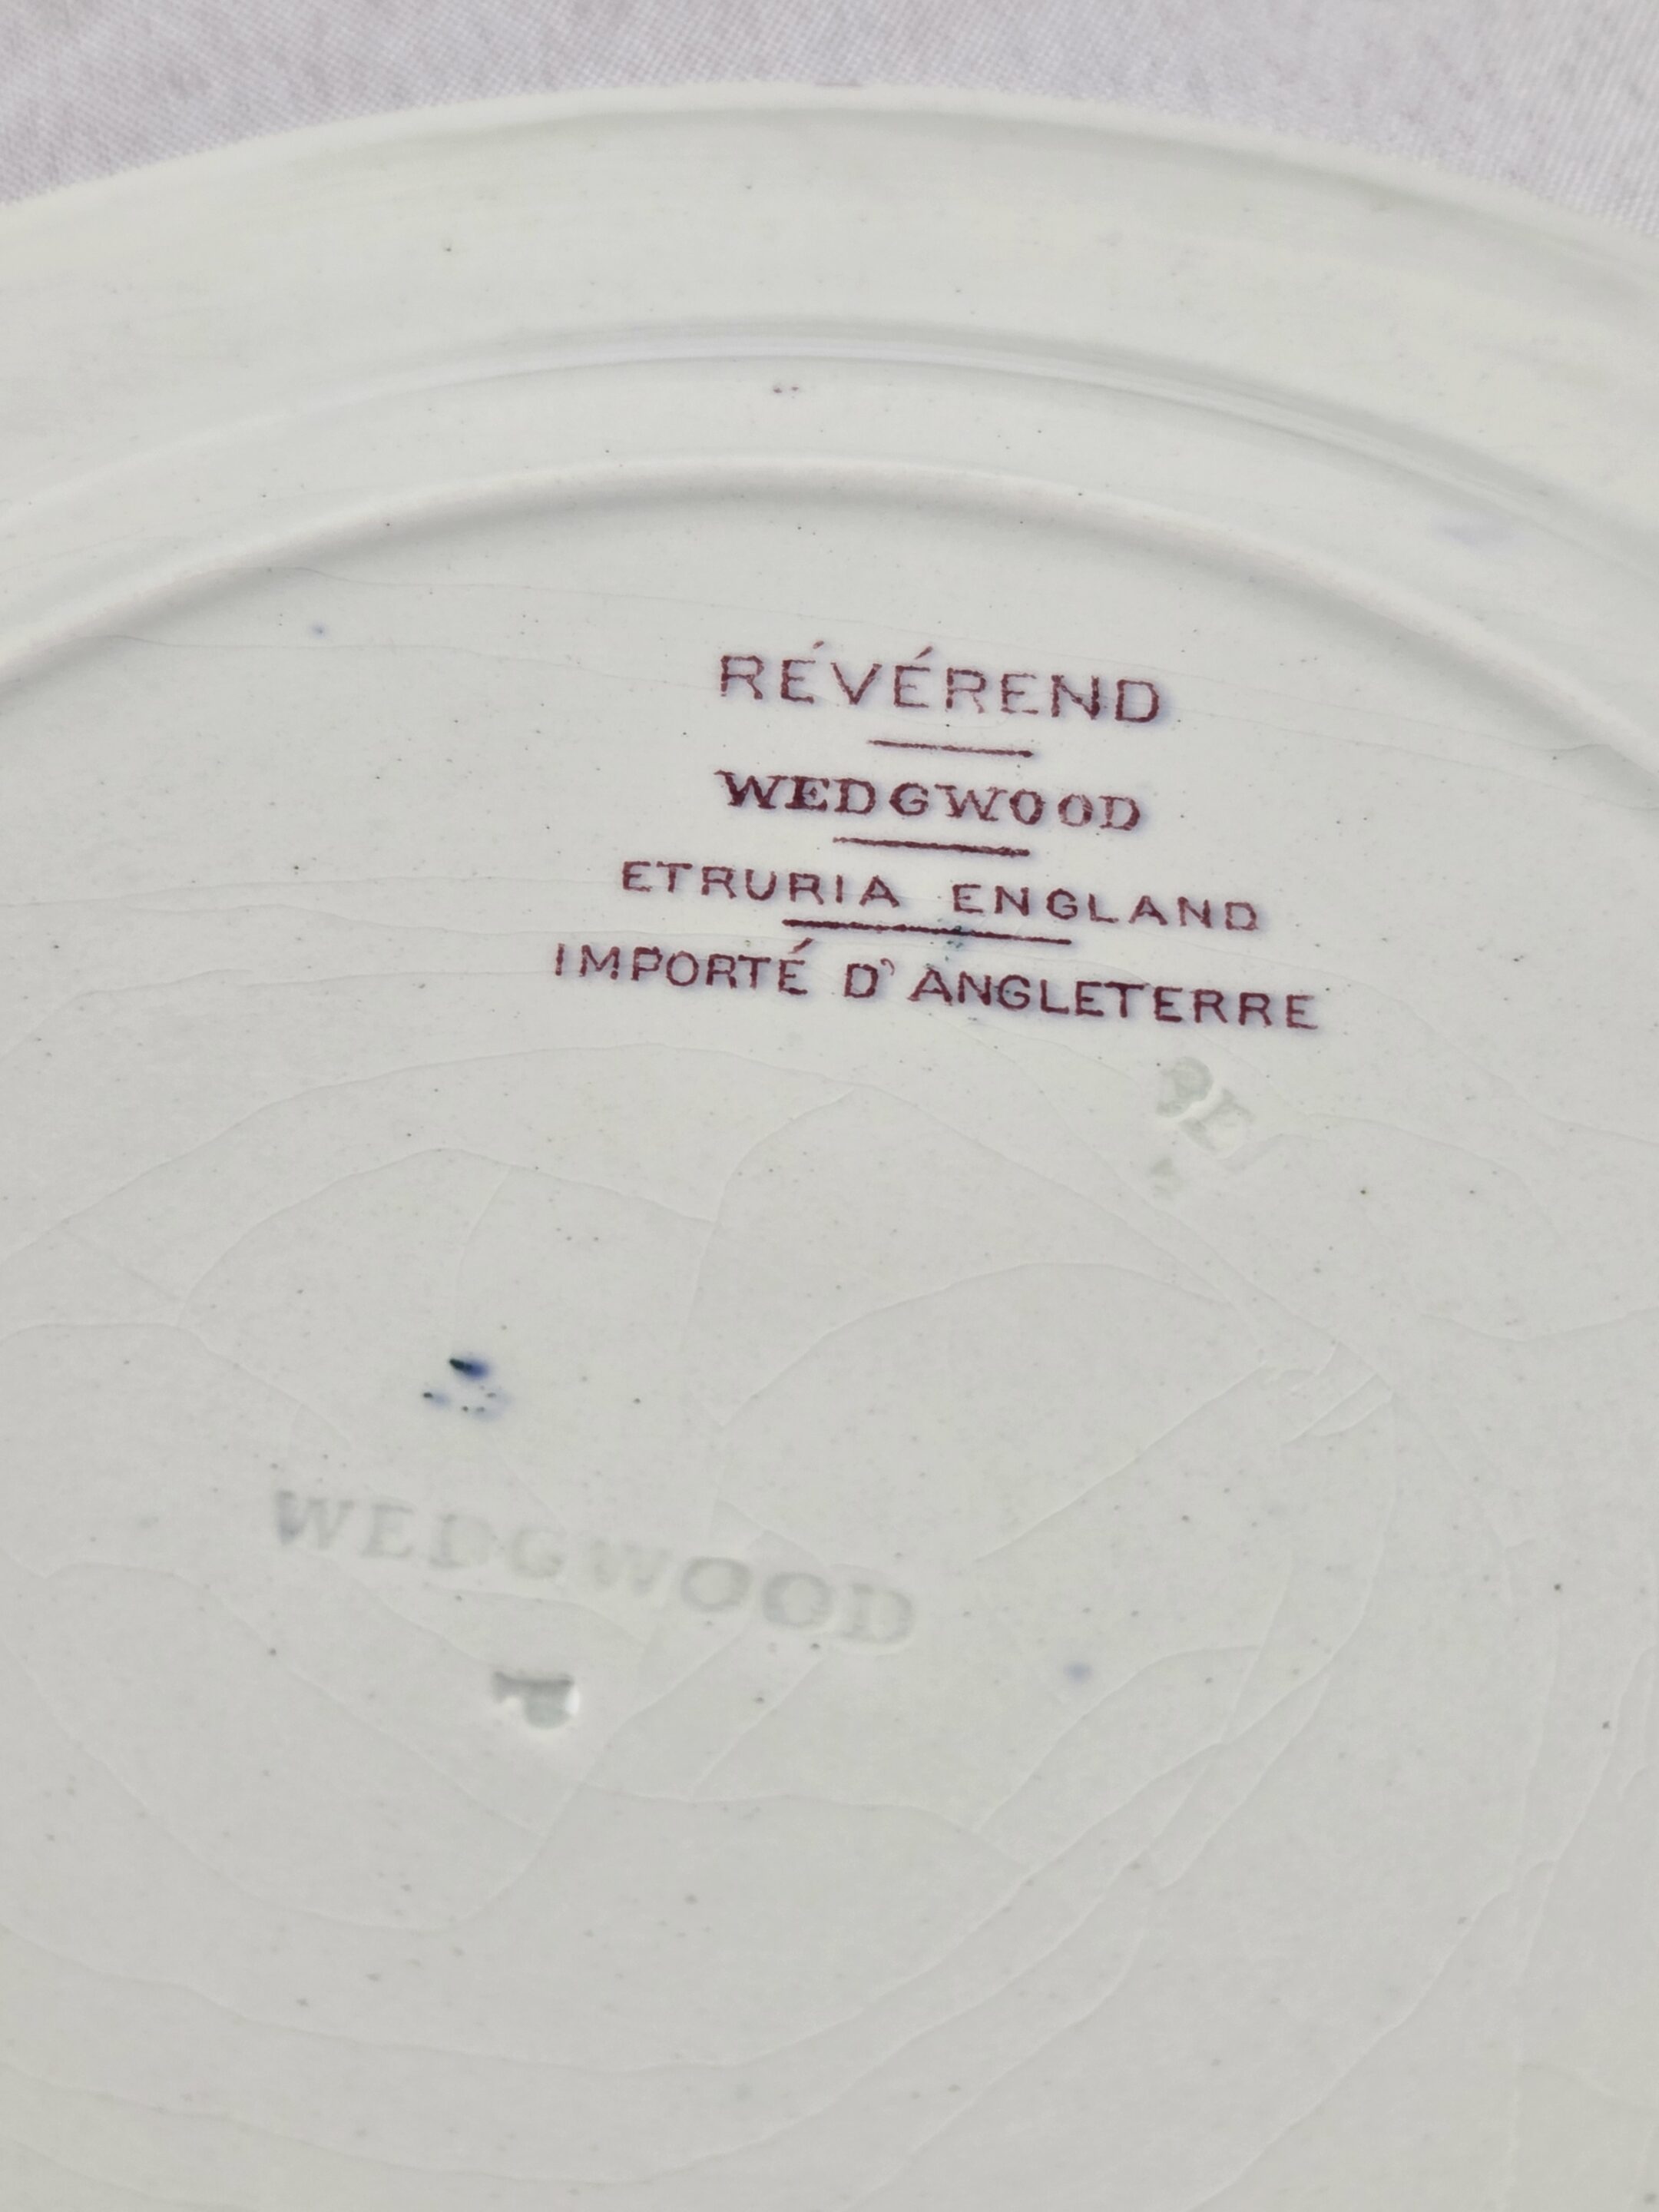 RÉVÉREND
WEDGWOOD
ETRURIA ENGLAND
IMPORTÉ D'ANGLETERRE
WEDGWOOD
P